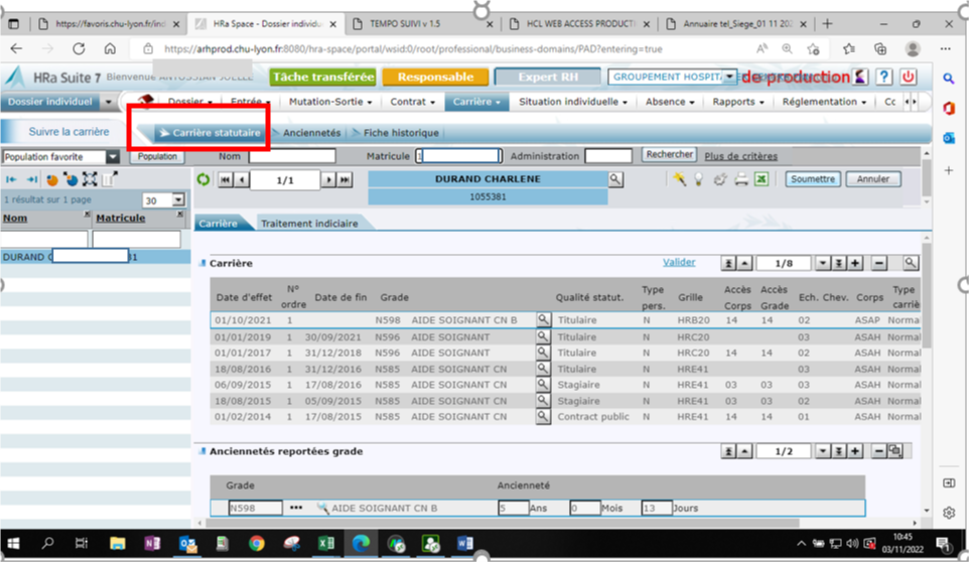 https://favoris.chu-lyon.fr/ind
HRa Space - Dossier individu
TEMPO SUIVI v 1.5
HCL WEB ACCESS PRODUCTI
Annuaire tel_Siege_01 11 202
https://arhprod.chu-lyon.fr:8080/hra-space/portal/wsid:0/root/professional/business-domains/PAD?entering=true
HRa Suite 7 Bienvenue Tâche transférée Responsable Expert RH GROUPEMENT HOSPIT de production
Dossier individuel Dossier Entrée Mutation-Sortie Contrat Carrière Situation individuelle Absence Rapports Réglementation Cc
Suivre la carrière Carrière statutaire Anciennetés Fiche historique
Population favorite Population Nom Matricule 1 Administration Rechercher Plus de critères
1/1 DURAND CHARLENE Soumettre Annuler
1055381
1 résultat sur 1 page 30
Nom Matricule
DURAND C 81
Carrière Traitement indiciaire
Carrière Valider 1/8
Date d'effet N° ordre Date de fin Grade Qualité statut. Type pers. Grille Accès Corps Accès Grade Ech. Chev. Corps Type carriè
01/10/2021 1 N598 AIDE SOIGNANT CN B Titulaire N HRB20 14 14 02 ASAP Normal
01/01/2019 1 30/09/2021 N596 AIDE SOIGNANT Titulaire N HRC20 03 ASAH Normal
01/01/2017 1 31/12/2018 N596 AIDE SOIGNANT Titulaire N HRC20 14 14 02 ASAH Normal
18/08/2016 1 31/12/2016 N585 AIDE SOIGNANT CN Titulaire N HRE41 03 ASAH Normal
06/09/2015 1 17/08/2016 N585 AIDE SOIGNANT CN Stagiaire N HRE41 03 03 03 ASAH Normal
18/08/2015 1 05/09/2015 N585 AIDE SOIGNANT CN Stagiaire N HRE41 03 03 02 ASAH Normal
01/02/2014 1 17/08/2015 N585 AIDE SOIGNANT CN Contract public N HRE41 14 14 01 ASAH Normal
Anciennetés reportées grade 1/2
Grade Ancienneté
N598 AIDE SOIGNANT CN B 5 Ans 0 Mois 13 Jours
10:45
03/11/2022